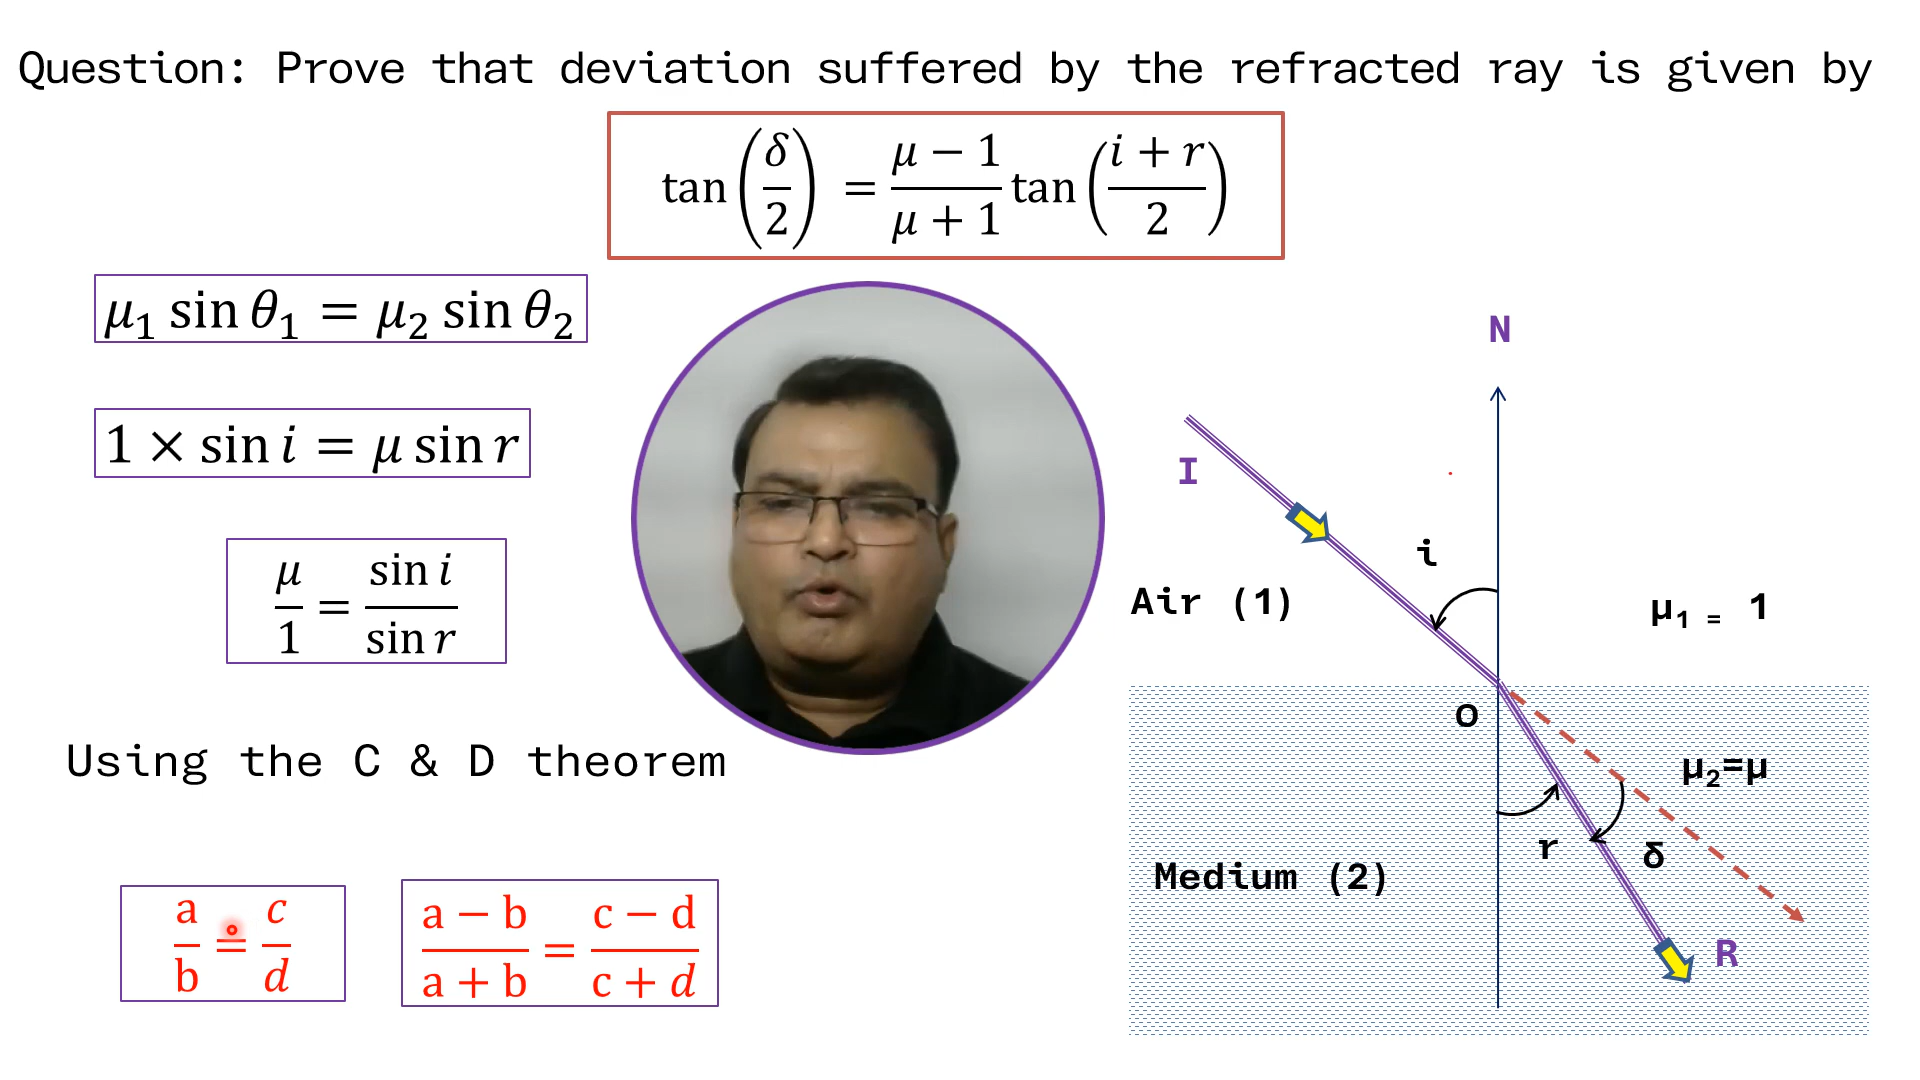 Question: Prove that deviation suffered by the refracted ray is given by
tan(δ/2) = (μ − 1)/(μ + 1) tan((i + r)/2)
μ₁ sin θ₁ = μ₂ sin θ₂
1 × sin i = μ sin r
μ/1 = sin i/sin r
Using the C & D theorem
a/b = c/d
(a − b)/(a + b) = (c − d)/(c + d)
N
I
i
Air (1)
μ₁ = 1
O
μ₂=μ
r
δ
Medium (2)
R